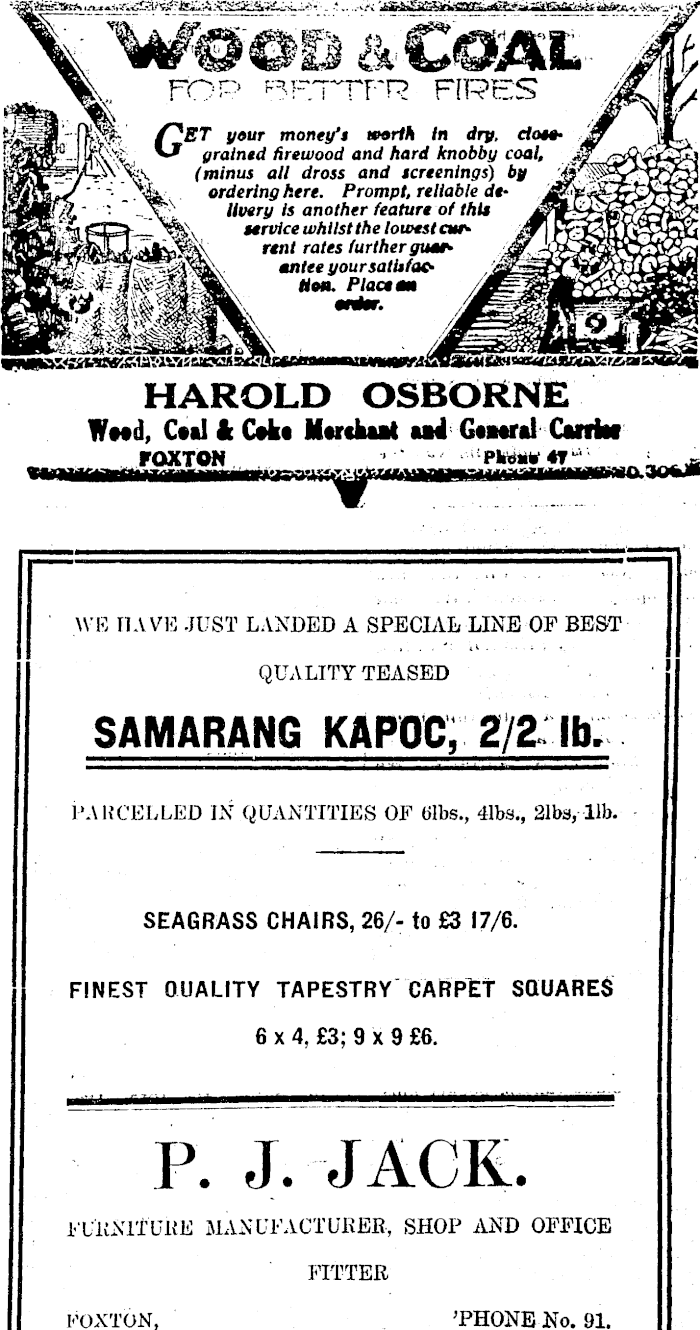 WOOD & COAL
FOR BETTER FIRES
GET your money's worth in dry, close-
grained firewood and hard knobby coal,
(minus all dross and screenings) by
ordering here. Prompt, reliable de-
livery is another feature of this
service whilst the lowest cur-
rent rates further guar-
antee your satisfac-
tion. Place an
order.
9
HAROLD OSBORNE
Wood, Coal & Coke Merchant and General Carrier
FOXTON Phone 47
O.306
WE HAVE JUST LANDED A SPECIAL LINE OF BEST
QUALITY TEASED
SAMARANG KAPOC, 2/2 lb.
PARCELLED IN QUANTITIES OF 6lbs., 4lbs., 2lbs, 1lb.
SEAGRASS CHAIRS, 26/- to £3 17/6.
FINEST QUALITY TAPESTRY CARPET SQUARES
6 x 4, £3; 9 x 9 £6.
P. J. JACK.
FURNITURE MANUFACTURER, SHOP AND OFFICE
FITTER
FOXTON, 'PHONE No. 91.